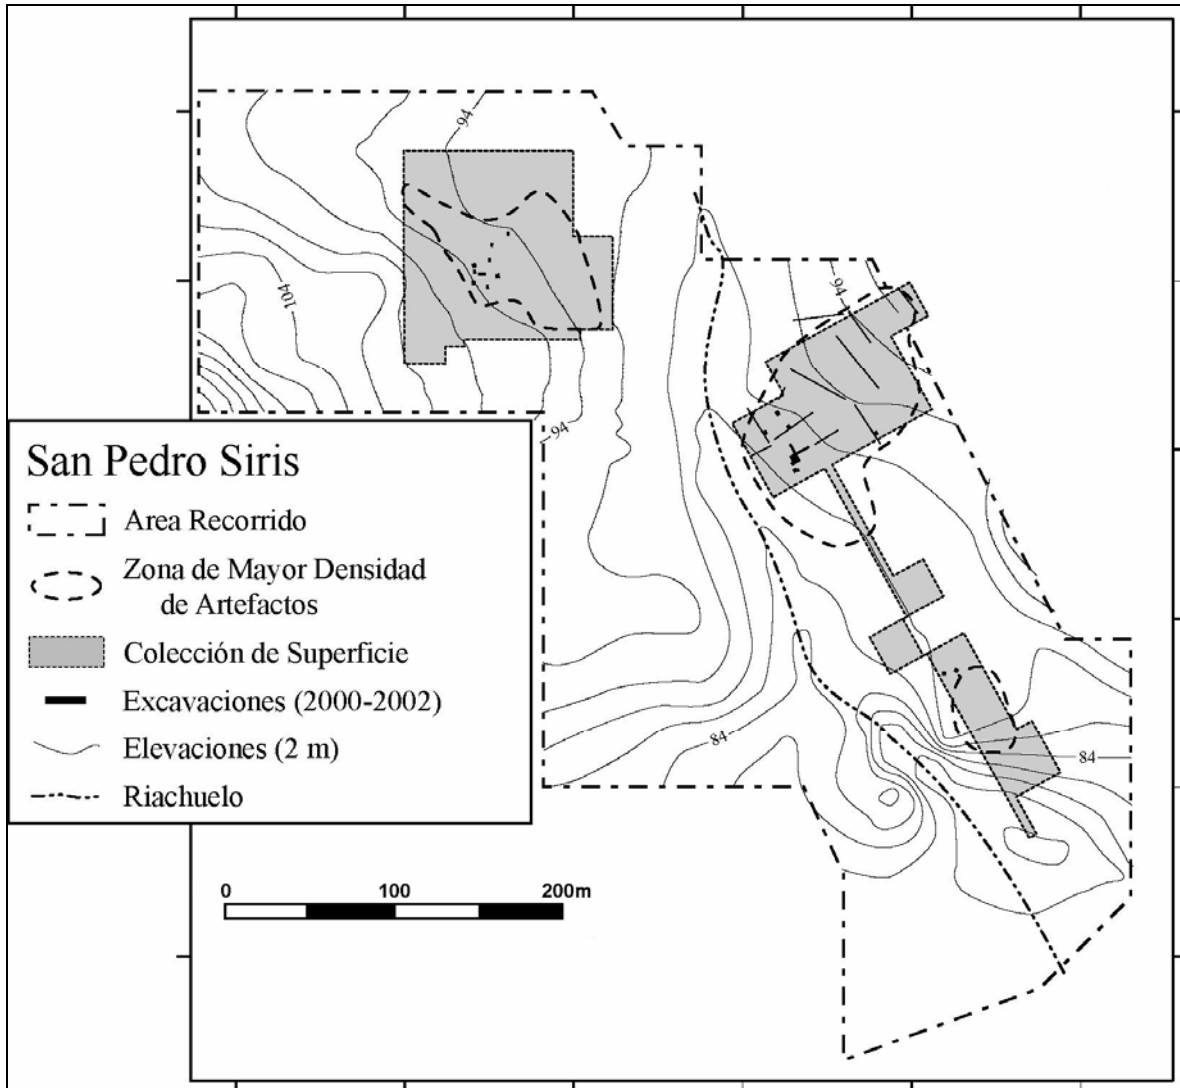 94
104
94
94
San Pedro Siris
Area Recorrido
Zona de Mayor Densidad
de Artefactos
Colección de Superficie
Excavaciones (2000-2002)
Elevaciones (2 m)
Riachuelo
84
84
0 100 200m